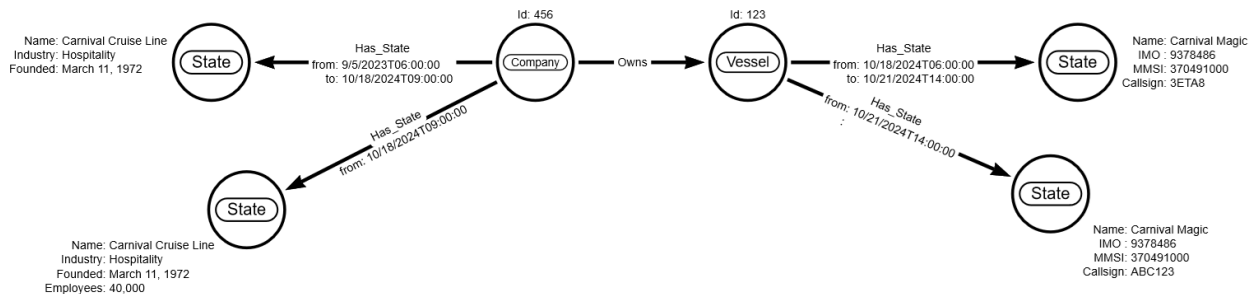 Id: 456
Id: 123
Name: Carnival Cruise Line
Industry: Hospitality
Founded: March 11, 1972
State
Has_State
from: 9/5/2023T06:00:00
to: 10/18/2024T09:00:00
Company
Owns
Vessel
Has_State
from: 10/18/2024T06:00:00
to: 10/21/2024T14:00:00
State
Name: Carnival Magic
IMO : 9378486
MMSI: 370491000
Callsign: 3ETA8
Has_State
from: 10/18/2024T09:00:00
Has_State
from: 10/21/2024T14:00:00
:
State
State
Name: Carnival Cruise Line
Industry: Hospitality
Founded: March 11, 1972
Employees: 40,000
Name: Carnival Magic
IMO : 9378486
MMSI: 370491000
Callsign: ABC123